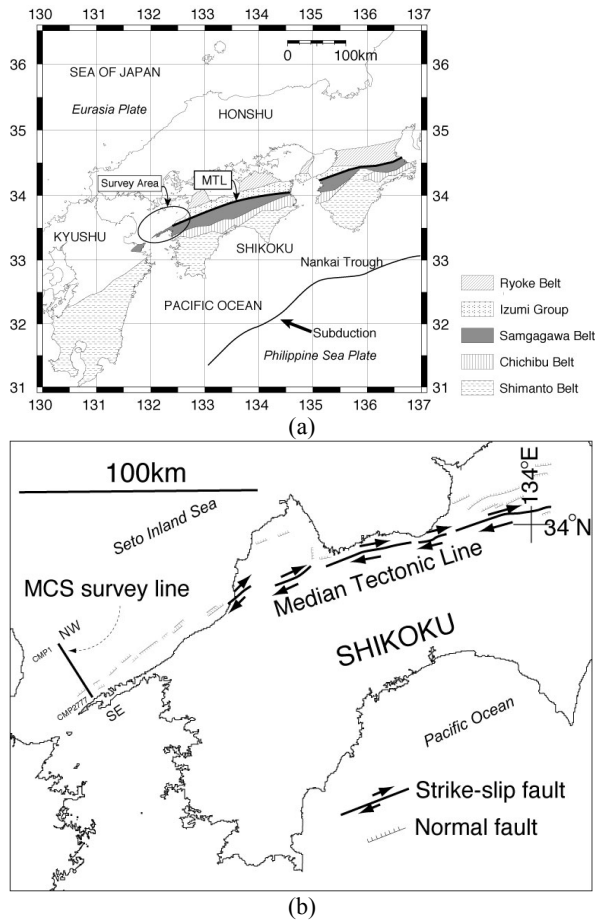 130 131 132 133 134 135 136 137
36
35
34
33
32
31
0 100km
SEA OF JAPAN
Eurasia Plate
HONSHU
Survey Area
MTL
KYUSHU
SHIKOKU
Nankai Trough
PACIFIC OCEAN
Subduction
Philippine Sea Plate
36
35
34
33
32
31
130 131 132 133 134 135 136 137
Ryoke Belt
Izumi Group
Samgagawa Belt
Chichibu Belt
Shimanto Belt
(a)
100km
134°E
34°N
Seto Inland Sea
Median Tectonic Line
MCS survey line
NW
CMP1
CMP2777
SE
SHIKOKU
Pacific Ocean
Strike-slip fault
Normal fault
(b)